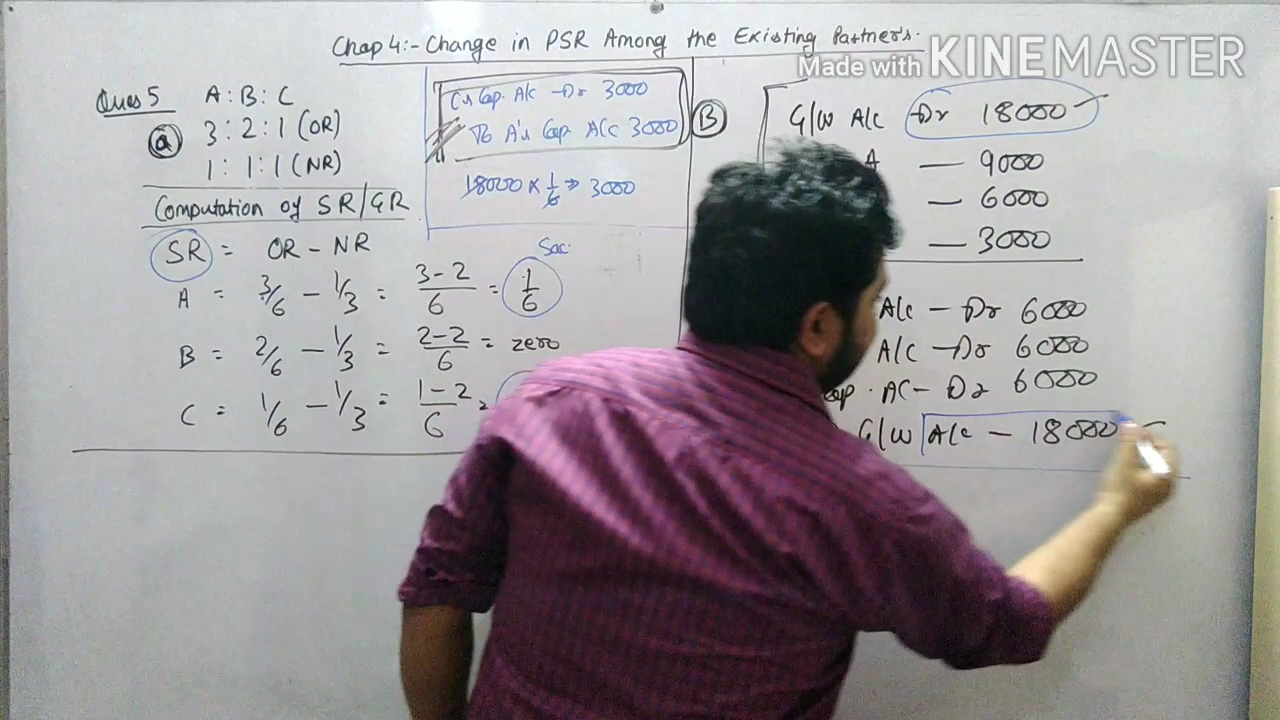 Chap 4:- Change in PSR Among the Existing Partner's.
Made with KINEMASTER
Ques 5 A : B : C
(a) 3 : 2 : 1 (OR)
1 : 1 : 1 (NR)
Computation of SR/GR
SR = OR - NR
Sac.
A = 3/6 - 1/3 = 3-2/6 = 1/6
B = 2/6 - 1/3 = 2-2/6 = zero
C = 1/6 - 1/3 = 1-2/6 =
C's Cap. A/c - Dr 3000
To A's Cap A/c 3000
18000 x 1/6 => 3000
(B)
G/W A/c Dr 18000
A — 9000
— 6000
— 3000
A/c — Dr 6000
A/c — Dr 6000
Cap. AC - Dr 6000
G/W A/c — 18000